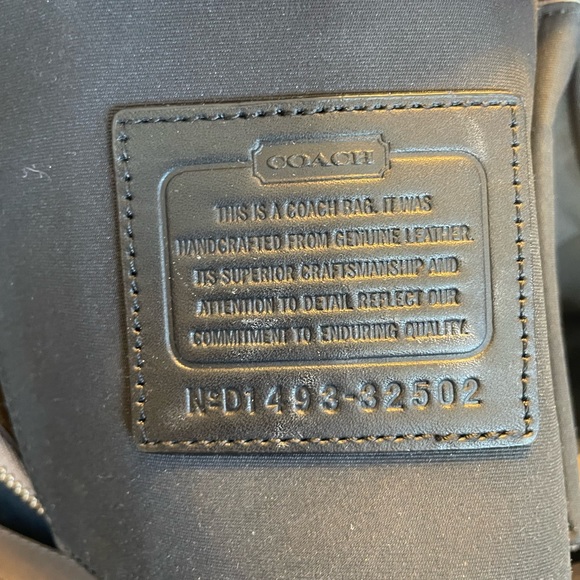 COACH
THIS IS A COACH BAG. IT WAS
HANDCRAFTED FROM GENUINE LEATHER.
ITS SUPERIOR CRAFTSMANSHIP AND
ATTENTION TO DETAIL REFLECT OUR
COMMITMENT TO ENDURING QUALITY.
NºD1493-32502